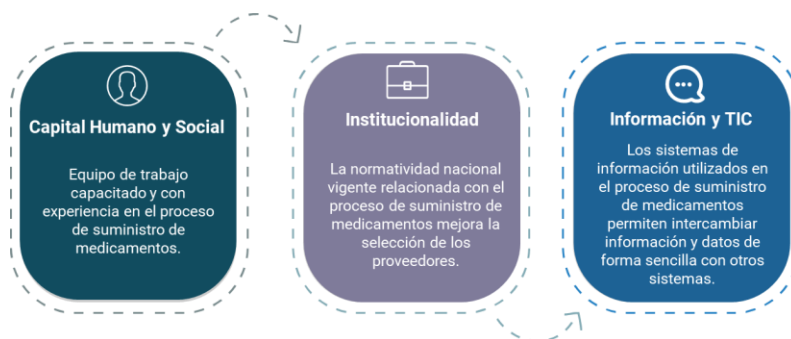 Capital Humano y Social
Equipo de trabajo
capacitado y con
experiencia en el proceso
de suministro de
medicamentos.
Institucionalidad
La normatividad nacional
vigente relacionada con el
proceso de suministro de
medicamentos mejora la
selección de los
proveedores.
Información y TIC
Los sistemas de
información utilizados en
el proceso de suministro
de medicamentos
permiten intercambiar
información y datos de
forma sencilla con otros
sistemas.